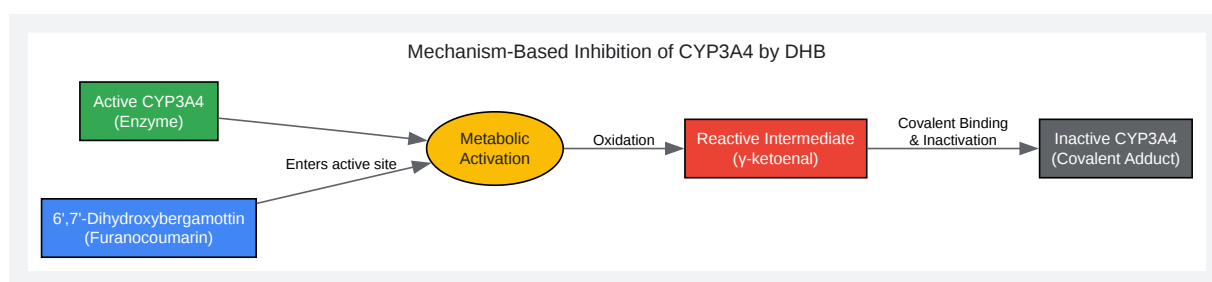 Mechanism-Based Inhibition of CYP3A4 by DHB
Active CYP3A4
(Enzyme)
Enters active site
6',7'-Dihydroxybergamottin
(Furanocoumarin)
Metabolic
Activation
Oxidation
Reactive Intermediate
(γ-ketoenal)
Covalent Binding
& Inactivation
Inactive CYP3A4
(Covalent Adduct)